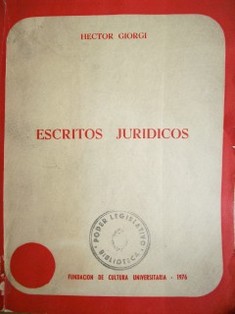 HECTOR GIORGI
ESCRITOS JURIDICOS
PODER LEGISLATIVO
BIBLIOTECA
FUNDACION DE CULTURA UNIVERSITARIA - 1976